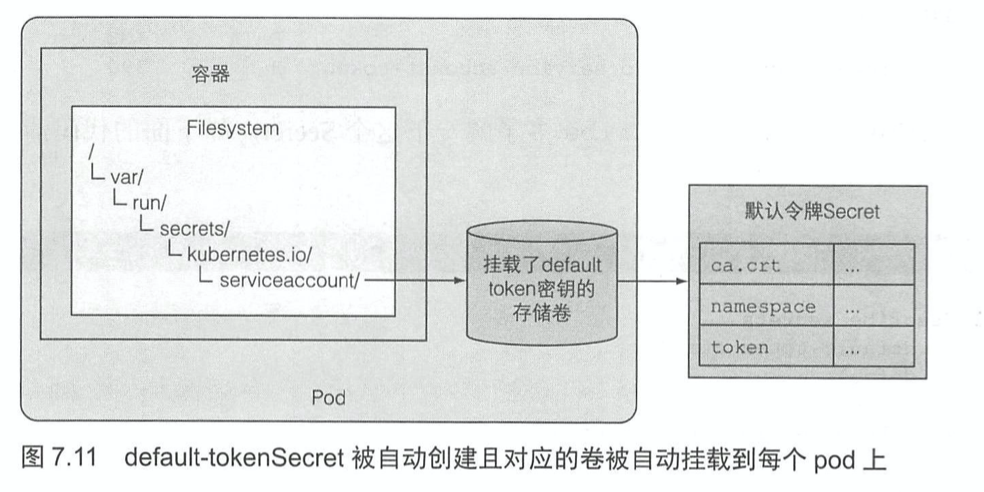 容器
Filesystem
/
var/
run/
secrets/
kubernetes.io/
serviceaccount/
挂载了default
token密钥的
存储卷
Pod
默认令牌Secret
ca.crt ...
namespace ...
token ...
图 7.11 default-tokenSecret 被自动创建且对应的卷被自动挂载到每个 pod 上